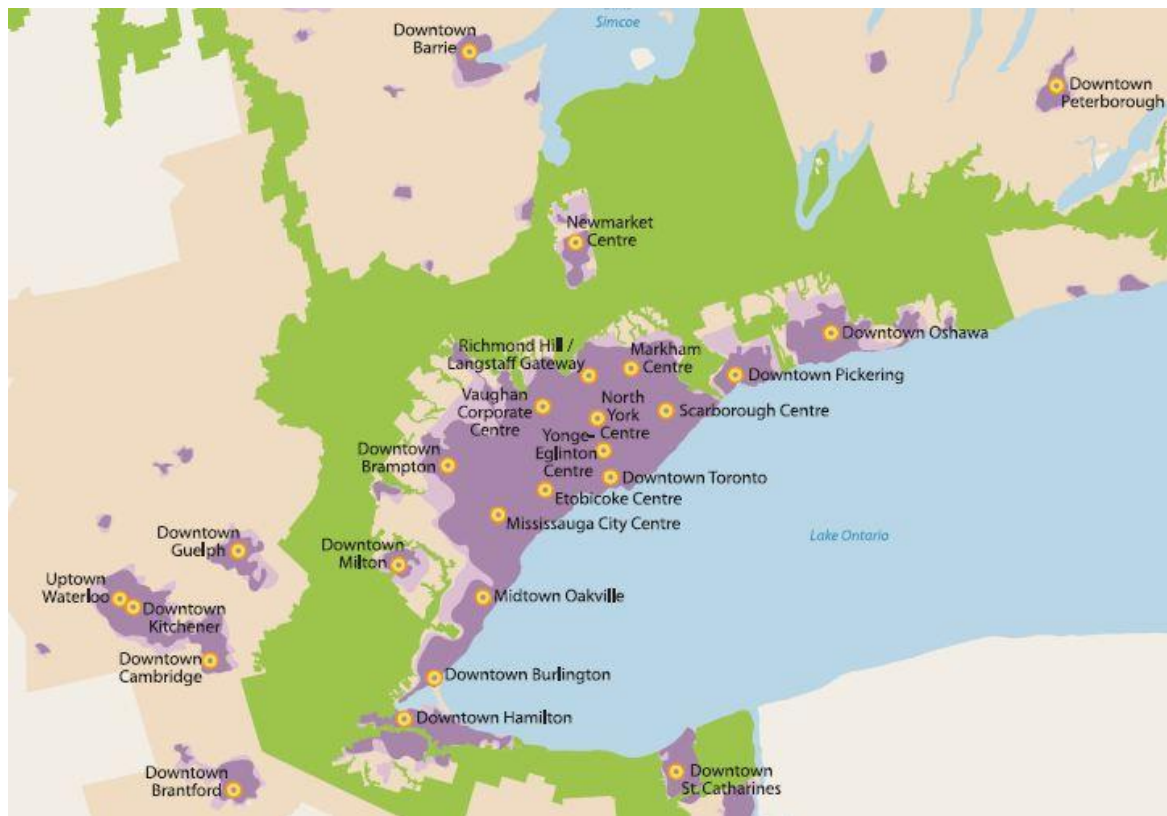 Simcoe
Downtown
Barrie
Downtown
Peterborough
Newmarket
Centre
Downtown Oshawa
Richmond Hill /
Langstaff Gateway
Markham
Centre
Downtown Pickering
Vaughan
Corporate
Centre
North
York
Centre
Scarborough Centre
Yonge-
Eglinton
Centre
Downtown
Brampton
Downtown Toronto
Etobicoke Centre
Mississauga City Centre
Lake Ontario
Downtown
Guelph
Downtown
Milton
Uptown
Waterloo
Downtown
Kitchener
Midtown Oakville
Downtown
Cambridge
Downtown Burlington
Downtown Hamilton
Downtown
Brantford
Downtown
St. Catharines